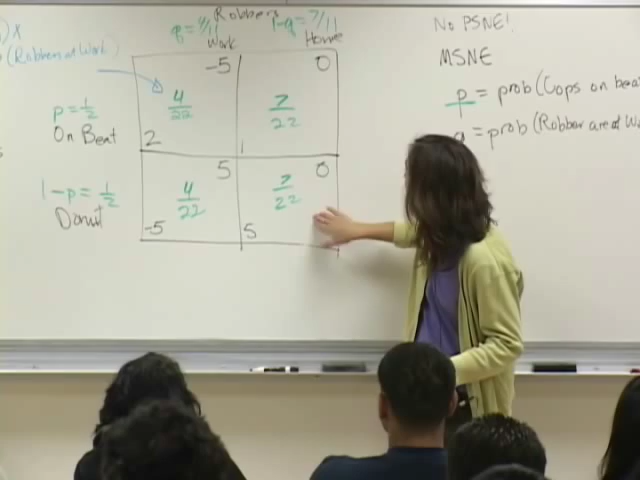 Robbers
q = 4/11
1-q = 7/11
Work
Home
(Robbers at Work)
p = 1/2
On Beat
-5
0
4/22
7/22
2
1
1-p = 1/2
Donut
5
0
4/22
7/22
-5
5
No PSNE!
MSNE
p = prob(Cops on beat
q = prob(Robber are at Wo